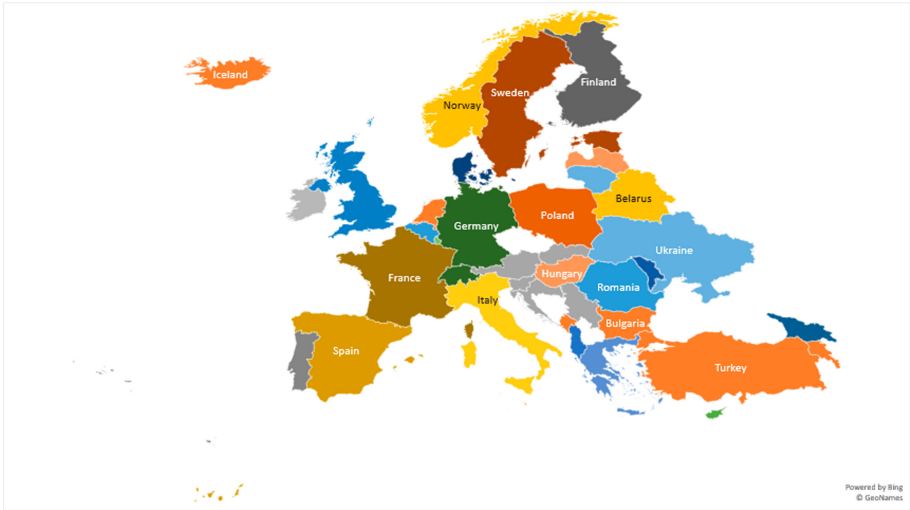 Iceland
Finland
Sweden
Norway
Belarus
Poland
Germany
Ukraine
Hungary
France
Romania
Italy
Bulgaria
Spain
Turkey
Powered by Bing
© GeoNames